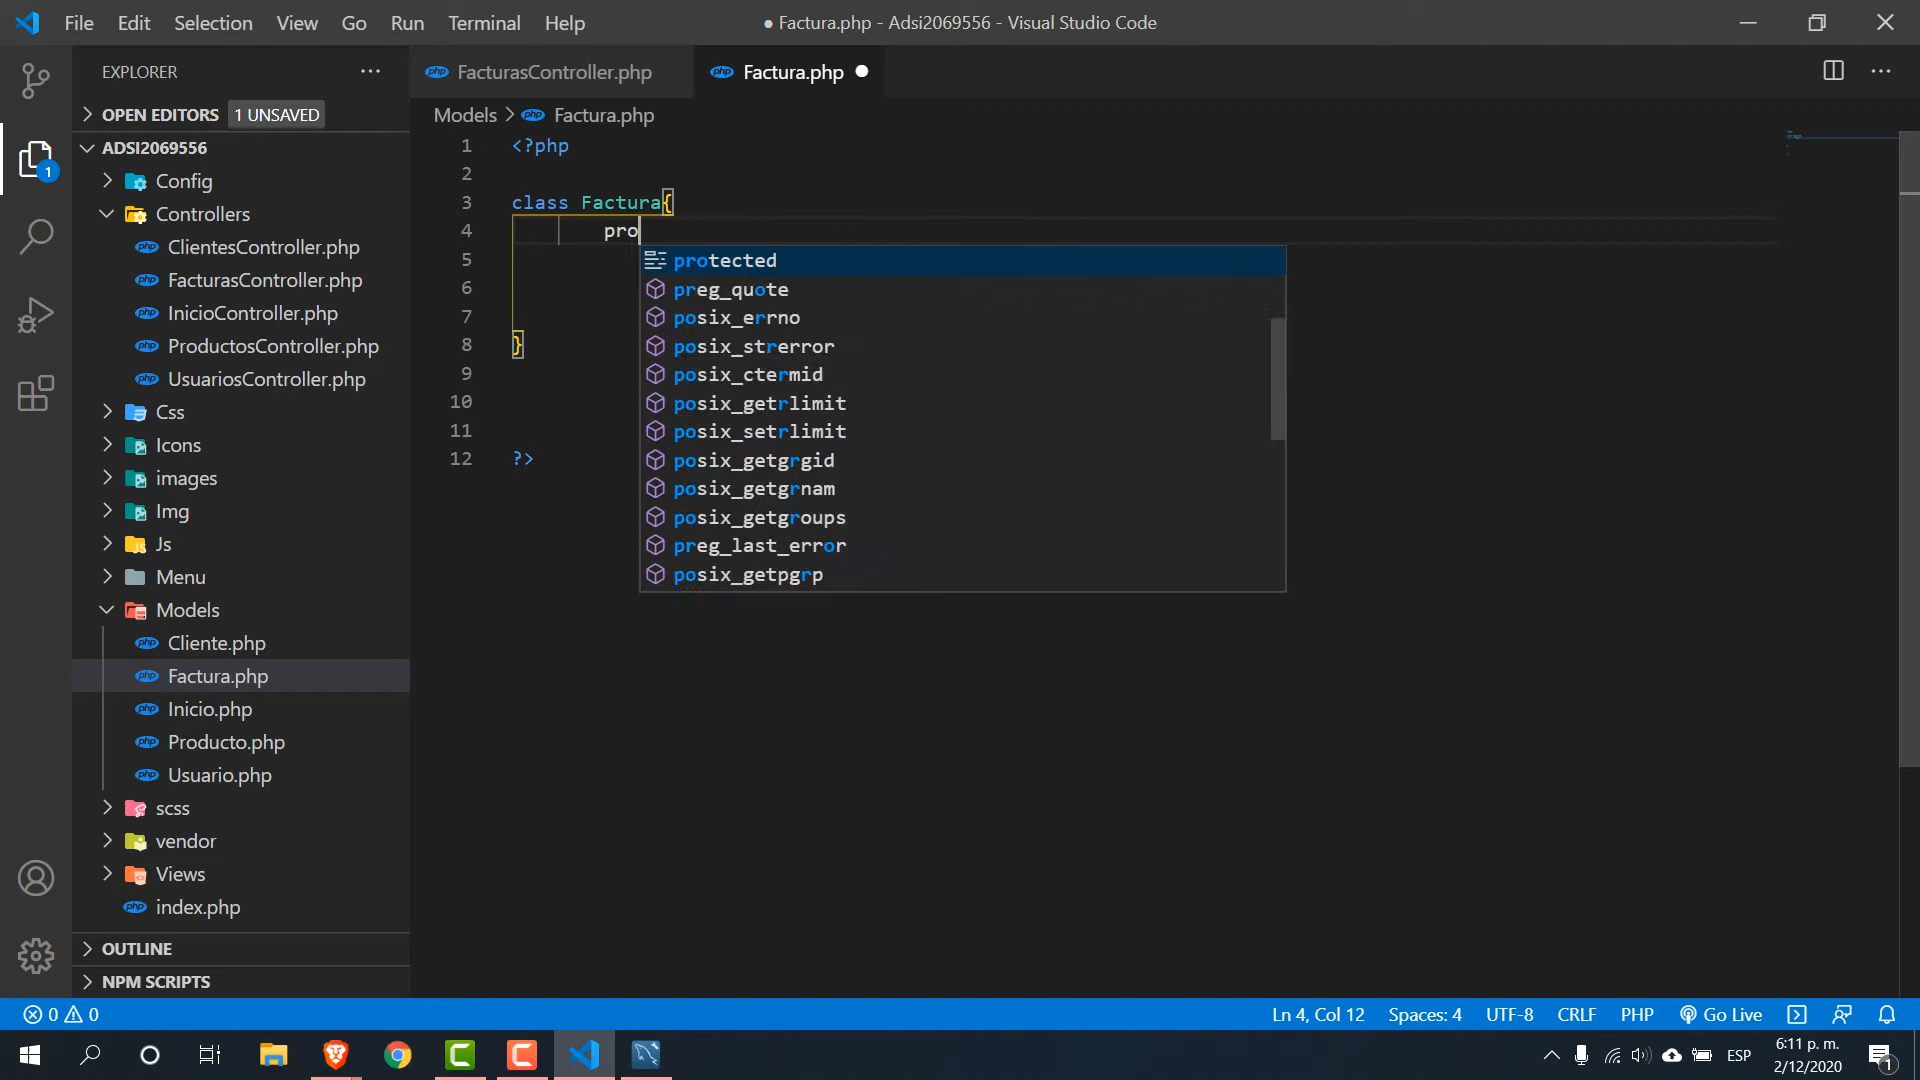 File Edit Selection View Go Run Terminal Help
● Factura.php - Adsi2069556 - Visual Studio Code
EXPLORER
OPEN EDITORS 1 UNSAVED
ADSI2069556
Config
Controllers
ClientesController.php
FacturasController.php
InicioController.php
ProductosController.php
UsuariosController.php
Css
Icons
images
Img
Js
Menu
Models
Cliente.php
Factura.php
Inicio.php
Producto.php
Usuario.php
scss
vendor
Views
index.php
OUTLINE
NPM SCRIPTS
1
FacturasController.php
Factura.php
Models > Factura.php
1 <?php
2
3 class Factura{
4 pro
5
6
7
8 }
9
10
11
12 ?>
protected
preg_quote
posix_errno
posix_strerror
posix_ctermid
posix_getrlimit
posix_setrlimit
posix_getgrgid
posix_getgrnam
posix_getgroups
preg_last_error
posix_getpgrp
0 0
Ln 4, Col 12 Spaces: 4 UTF-8 CRLF PHP Go Live
ESP
6:11 p. m.
2/12/2020
1